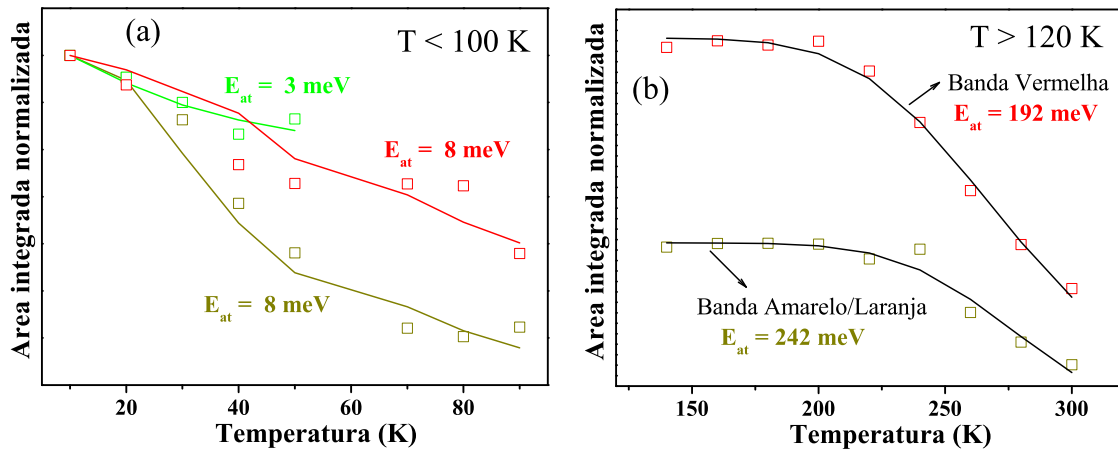 (a)
T < 100 K
E_at = 3 meV
E_at = 8 meV
E_at = 8 meV
Area integrada normalizada
20 40 60 80
Temperatura (K)
(b)
T > 120 K
Banda Vermelha
E_at = 192 meV
Banda Amarelo/Laranja
E_at = 242 meV
Area integrada normalizada
150 200 250 300
Temperatura (K)